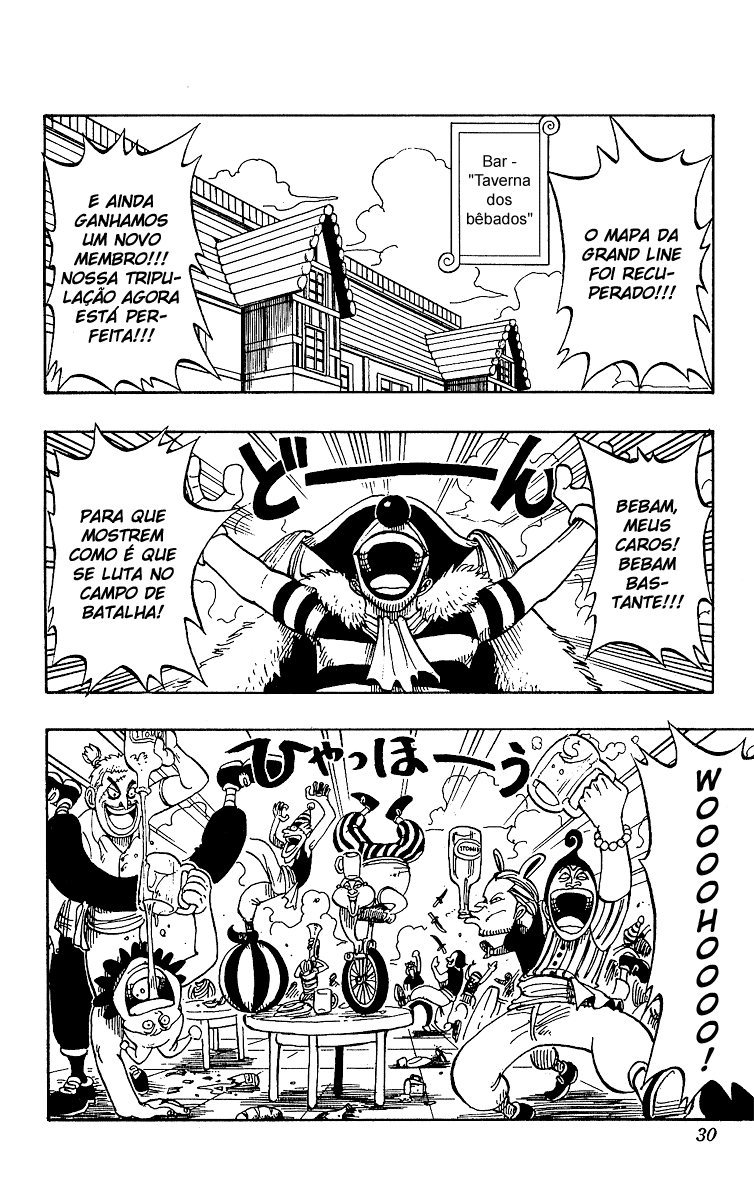 O MAPA DA
GRAND LINE
FOI RECU-
PERADO!!!
Bar -
"Taverna
dos
bêbados"
E AINDA
GANHAMOS
UM NOVO
MEMBRO!!!
NOSSA TRIPU-
LAÇÃO AGORA
ESTÁ PER-
FEITA!!!
BEBAM,
MEUS
CAROS!
BEBAM
BAS-
TANTE!!!
どーーん
PARA QUE
MOSTREM
COMO É QUE
SE LUTA NO
CAMPO DE
BATALHA!
WOOOOHOOOOO!
ひゃっほーう
30